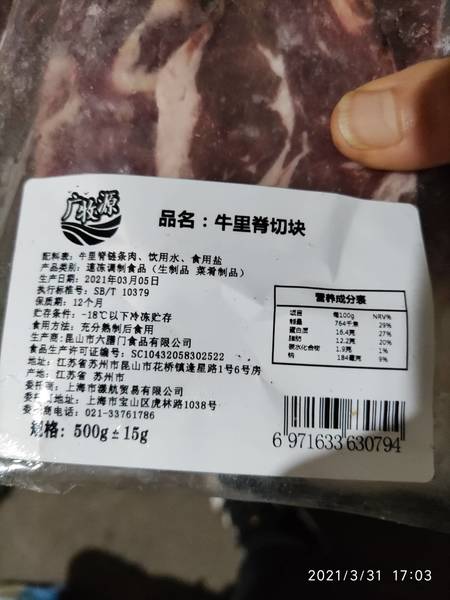 广牧源
品名：牛里脊切块
配料表：牛里脊链条肉、饮用水、食用盐
产品类别：速冻调制食品（生制品 菜肴制品）
生产日期：2021年03月05日
执行标准号：SB/T 10379
保质期：12个月
贮存条件：-18℃以下冷冻贮存
食用方法：充分熟制后食用
生产商：昆山市六膳门食品有限公司
食品生产许可证编号：SC10432058302522
地址：江苏省苏州市昆山市花桥镇逢星路1号6号房
产地：江苏省 苏州市
委托商：上海市灏航贸易有限公司
委托商地址：上海市宝山区虎林路1038号
委托商电话：021-33761786
规格：500g±15g
营养成分表
项目 每100g NRV%
能量 764千焦 29%
蛋白质 16.4克 27%
脂肪 12.2克 20%
碳水化合物 1.9克 1%
钠 184毫克 9%
6 971633 630794
2021/3/31 17:03